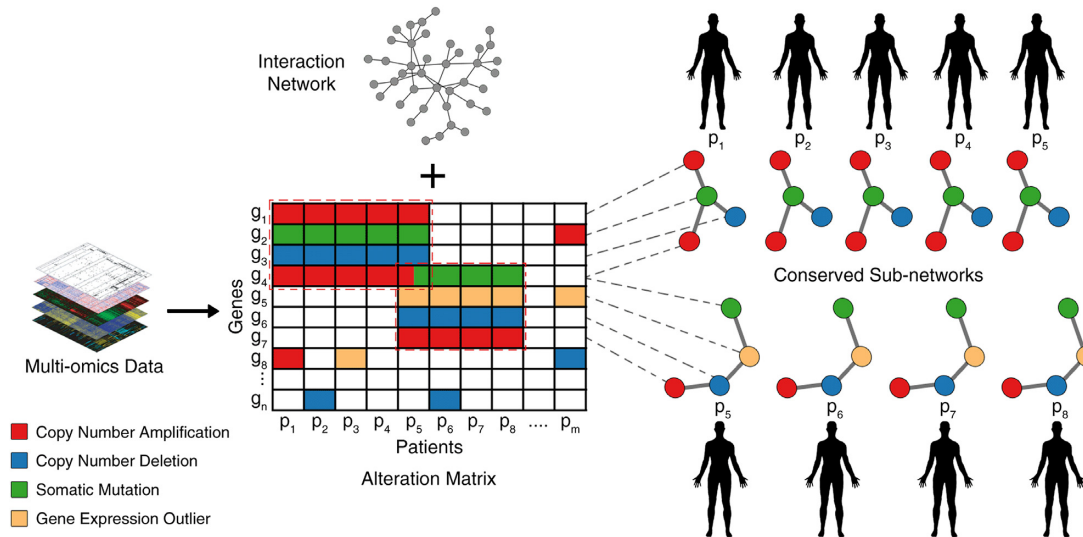 Interaction
Network
+
p1 p2 p3 p4 p5
Genes
g1
g2
g3
g4
g5
g6
g7
g8
⋮
gn
p1 p2 p3 p4 p5 p6 p7 p8 .... pm
Patients
Alteration Matrix
Multi-omics Data
Conserved Sub-networks
p5 p6 p7 p8
Copy Number Amplification
Copy Number Deletion
Somatic Mutation
Gene Expression Outlier